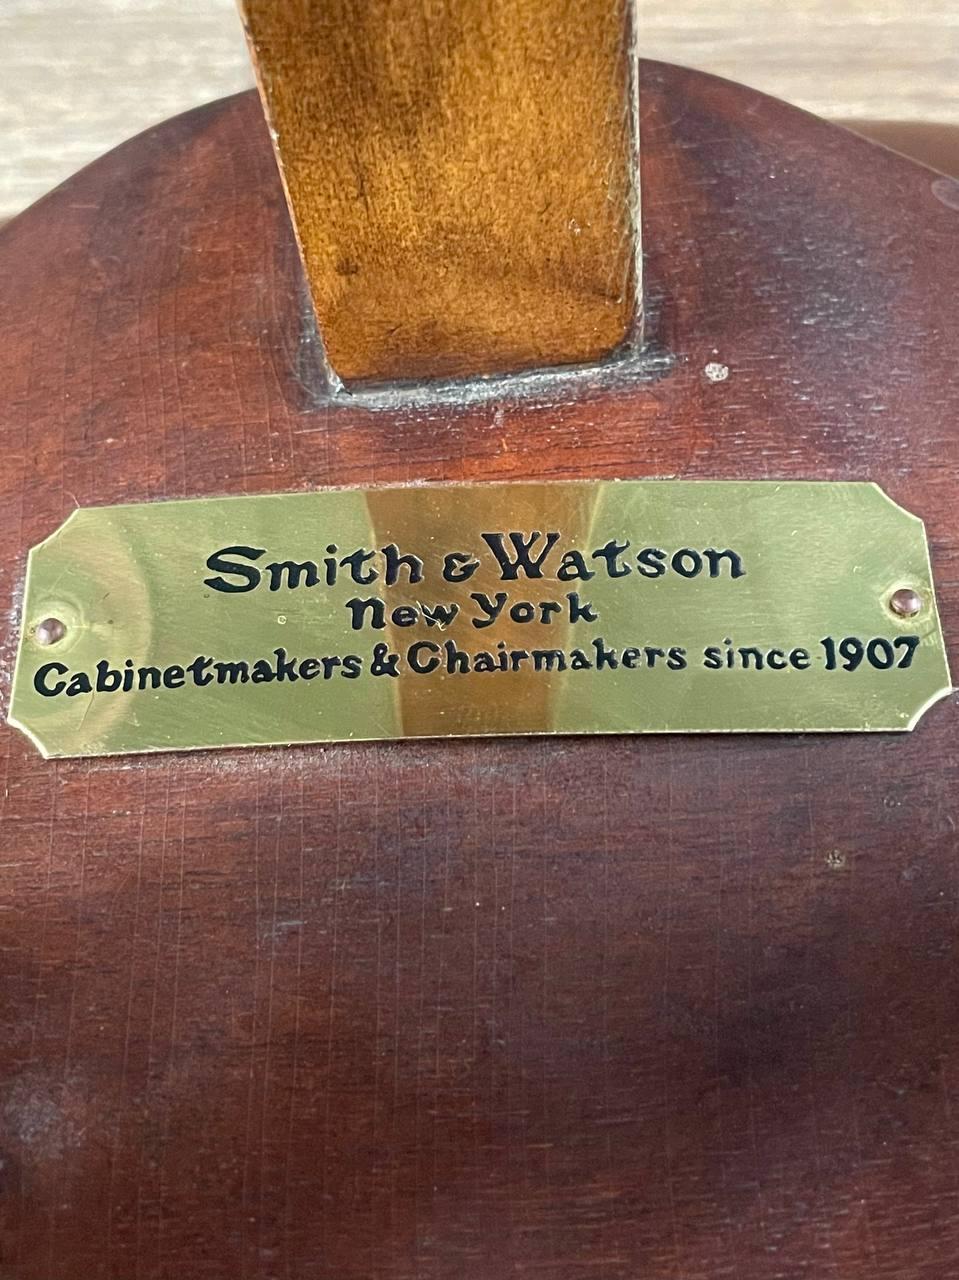 Smith & Watson
New York
Cabinetmakers & Chairmakers since 1907